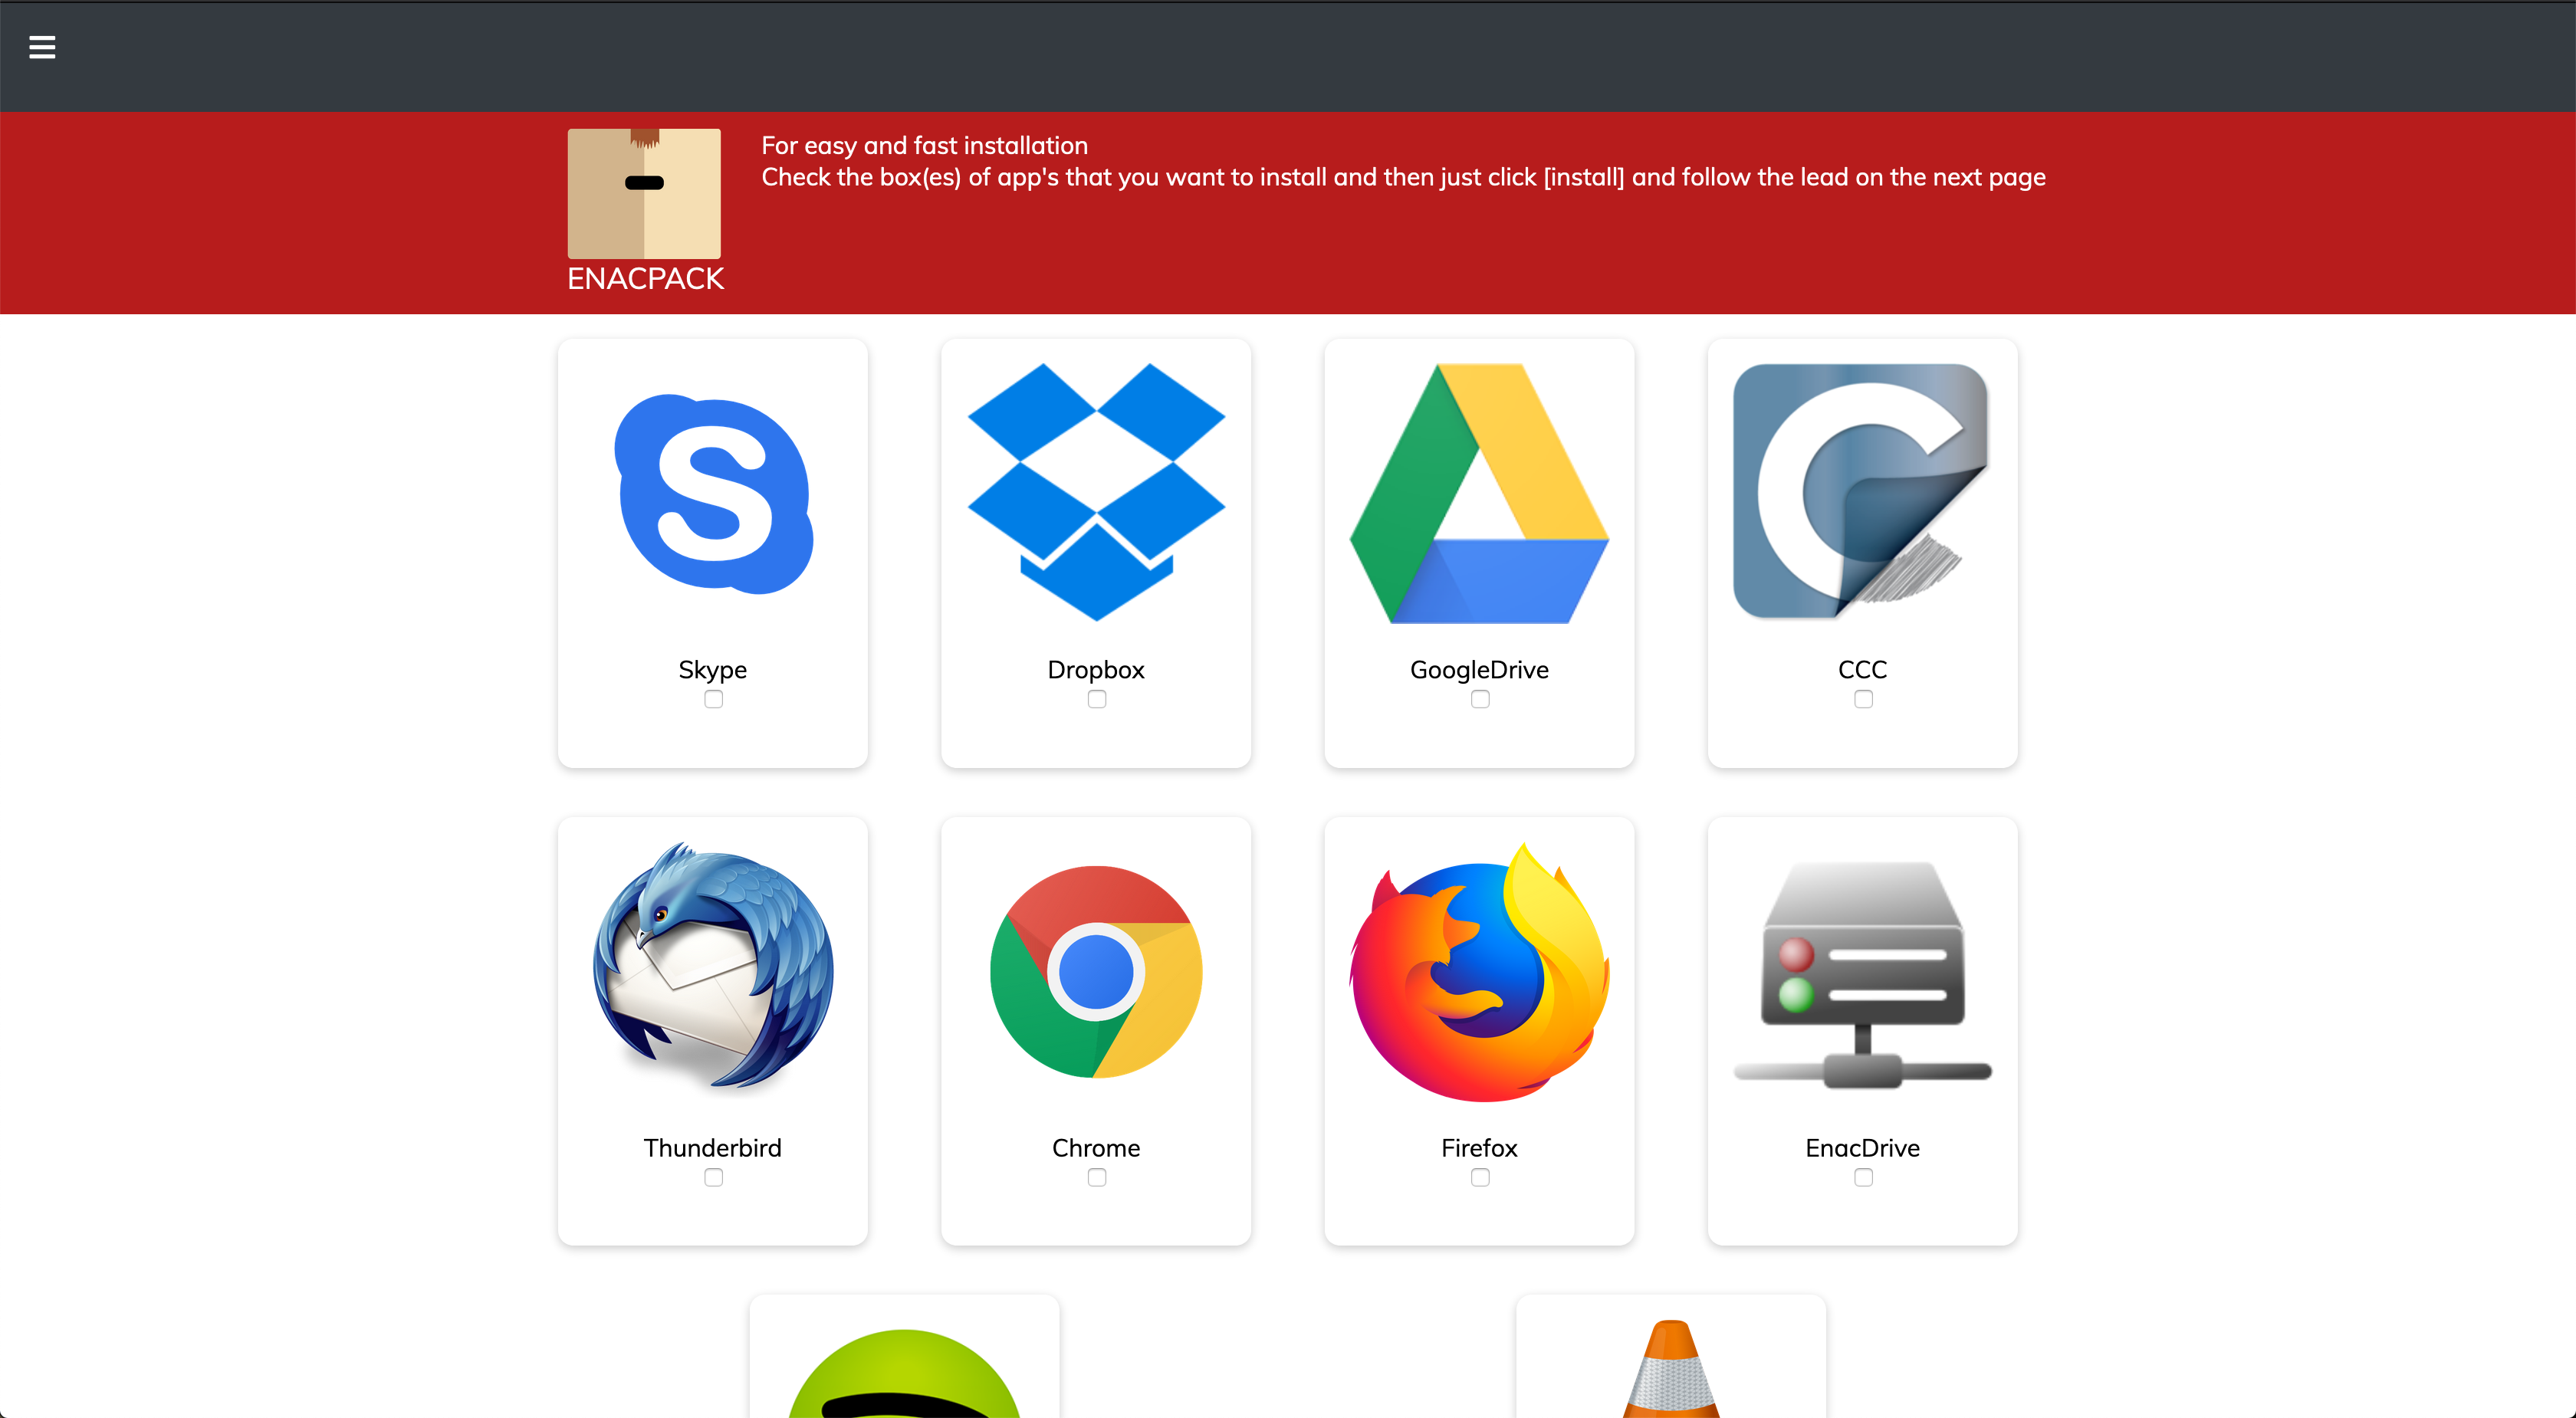 For easy and fast installation
Check the box(es) of app's that you want to install and then just click [install] and follow the lead on the next page
ENACPACK
Skype
Dropbox
GoogleDrive
CCC
Thunderbird
Chrome
Firefox
EnacDrive